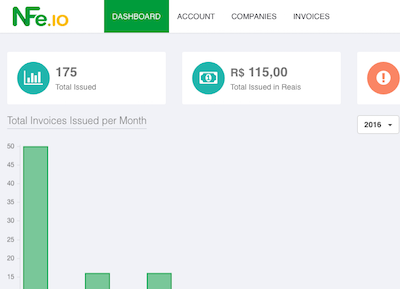 NFe.io
DASHBOARD ACCOUNT COMPANIES INVOICES
175
Total Issued
R$ 115,00
Total Issued in Reais
Total Invoices Issued per Month
2016
50
45
40
35
30
25
20
15